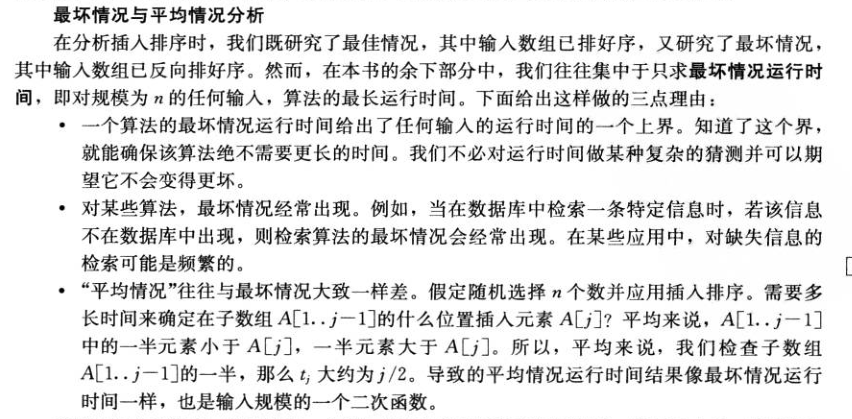 最坏情况与平均情况分析
在分析插入排序时，我们既研究了最佳情况，其中输入数组已排好序，又研究了最坏情况，
其中输入数组已反向排好序。然而，在本书的余下部分中，我们往往集中于只求最坏情况运行时
间，即对规模为 n 的任何输入，算法的最长运行时间。下面给出这样做的三点理由：
• 一个算法的最坏情况运行时间给出了任何输入的运行时间的一个上界。知道了这个界，
就能确保该算法绝不需要更长的时间。我们不必对运行时间做某种复杂的猜测并可以期
望它不会变得更坏。
• 对某些算法，最坏情况经常出现。例如，当在数据库中检索一条特定信息时，若该信息
不在数据库中出现，则检索算法的最坏情况会经常出现。在某些应用中，对缺失信息的
检索可能是频繁的。
• “平均情况”往往与最坏情况大致一样差。假定随机选择 n 个数并应用插入排序。需要多
长时间来确定在子数组 A[1..j−1]的什么位置插入元素 A[j]？平均来说，A[1..j−1]
中的一半元素小于 A[j]，一半元素大于 A[j]。所以，平均来说，我们检查子数组
A[1..j−1]的一半，那么 tj 大约为 j/2。导致的平均情况运行时间结果像最坏情况运行
时间一样，也是输入规模的一个二次函数。